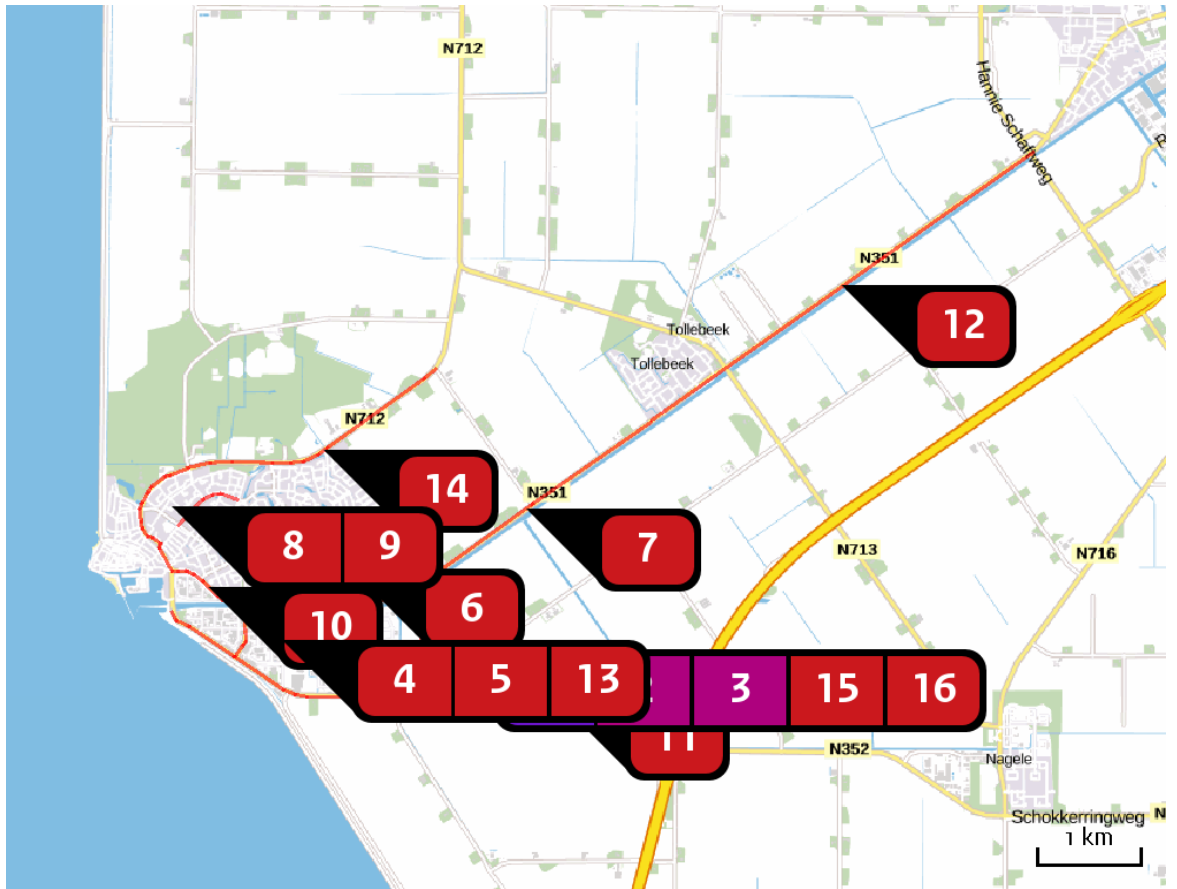 N712
Hannie Schaftweg
N351
12
Tollebeek
Tollebeek
N712
14
N351
8 9
7
N713
N716
6
10
4 5 13 3 15 16
11
N352
Nagele
Schokkerringweg
1 km